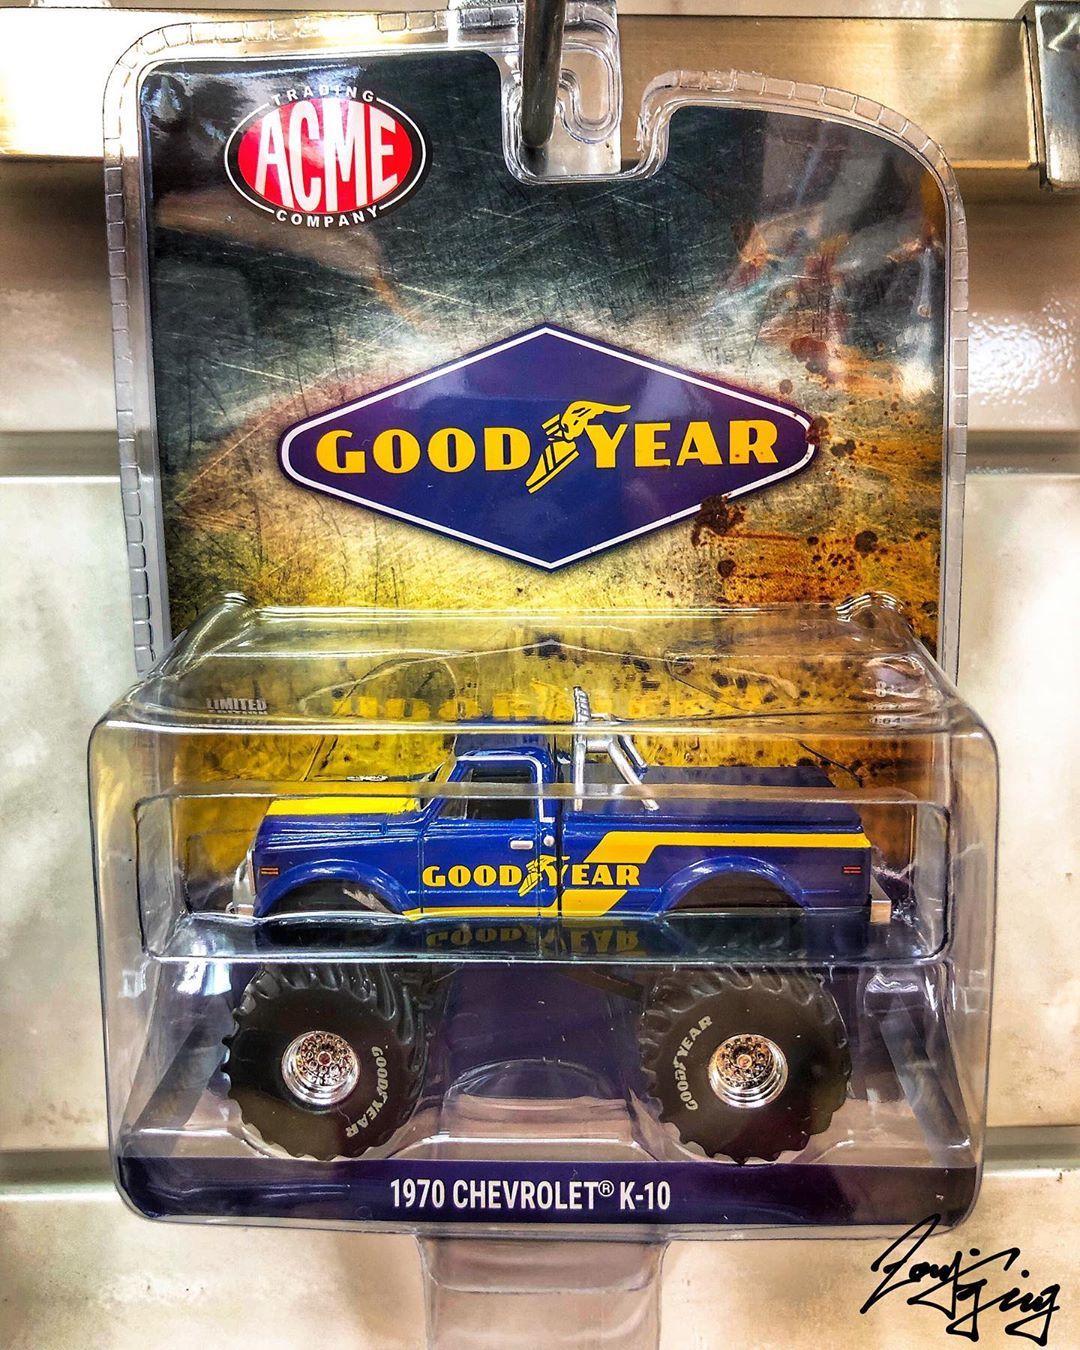 TRADING
ACME
COMPANY
GOODYEAR
LIMITED
GOODYEAR
GOODYEAR
GOODYEAR
1970 CHEVROLET® K-10